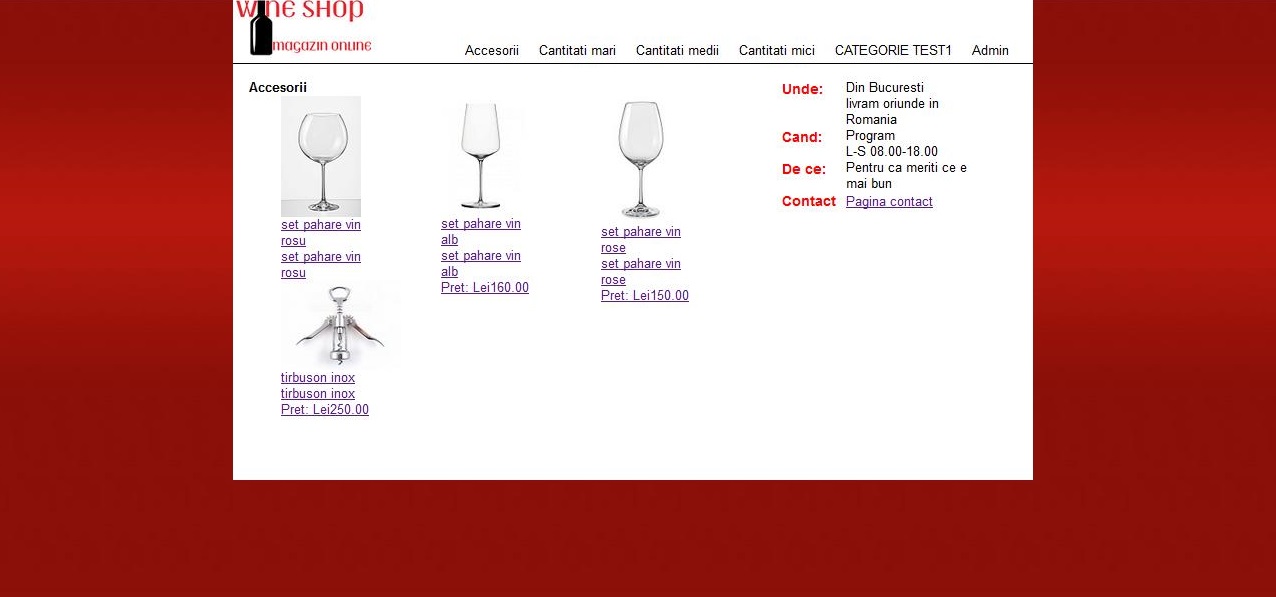 WINE SHOP
magazin online
Accesorii Cantitati mari Cantitati medii Cantitati mici CATEGORIE TEST1 Admin
Accesorii
set pahare vin
rosu
set pahare vin
rosu
set pahare vin
alb
set pahare vin
alb
Pret: Lei160.00
set pahare vin
rose
set pahare vin
rose
Pret: Lei150.00
tirbuson inox
tirbuson inox
Pret: Lei250.00
Unde: Din Bucuresti
livram oriunde in
Romania
Cand: Program
L-S 08.00-18.00
De ce: Pentru ca meriti ce e
mai bun
Contact Pagina contact